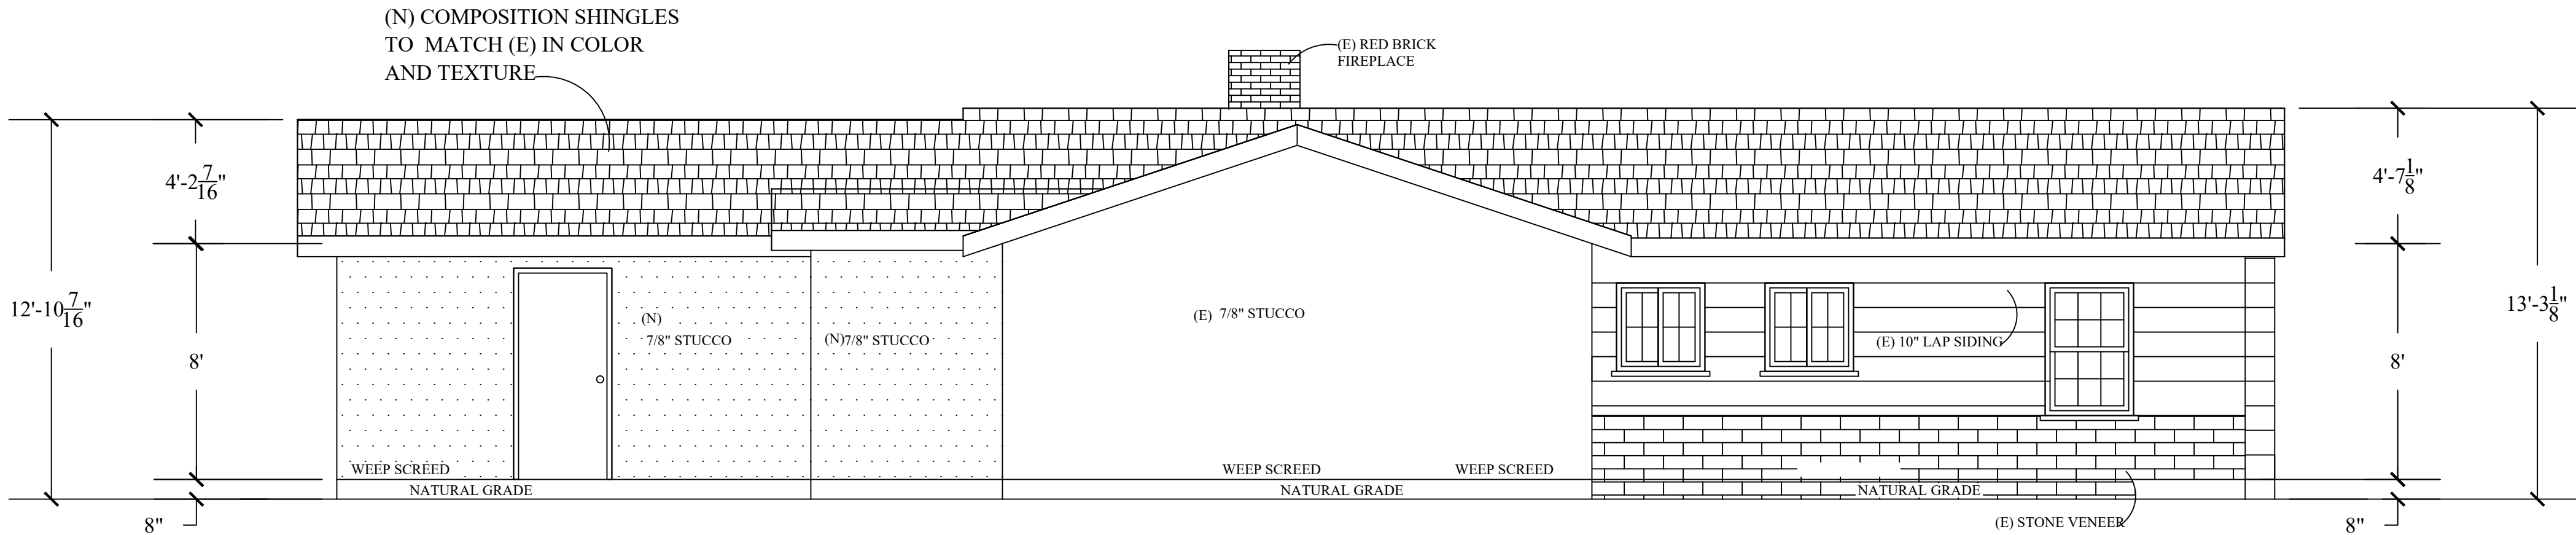 (N) COMPOSITION SHINGLES
TO MATCH (E) IN COLOR
AND TEXTURE
(E) RED BRICK
FIREPLACE
4'-2 7/16"
4'-7 1/8"
12'-10 7/16"
13'-3 1/8"
(N)
7/8" STUCCO
(N)7/8" STUCCO
(E) 7/8" STUCCO
(E) 10" LAP SIDING
8'
8'
WEEP SCREED
WEEP SCREED
WEEP SCREED
NATURAL GRADE
NATURAL GRADE
NATURAL GRADE
8"
(E) STONE VENEER
8"